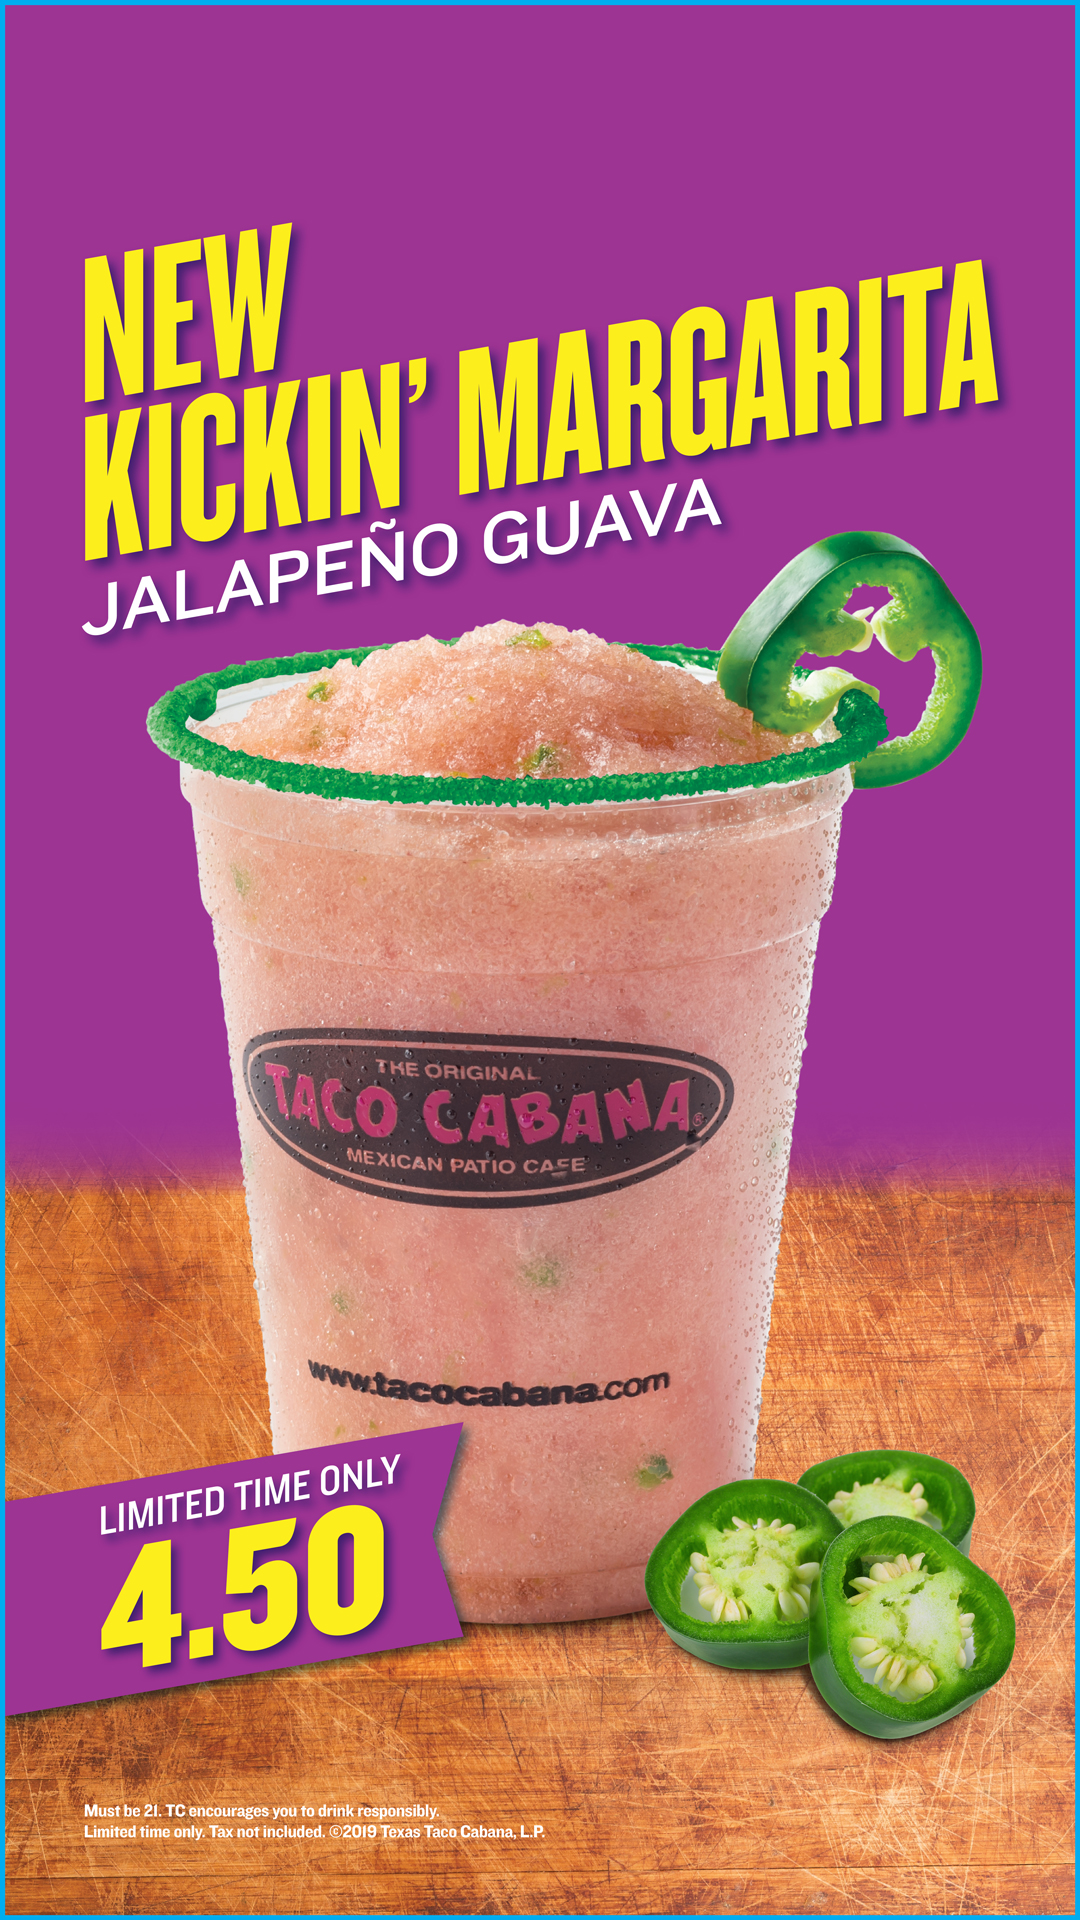 NEW
KICKIN' MARGARITA
JALAPEÑO GUAVA
THE ORIGINAL
TACO CABANA®
MEXICAN PATIO CAFE
www.tacocabana.com
LIMITED TIME ONLY
4.50
Must be 21. TC encourages you to drink responsibly.
Limited time only. Tax not included. ©2019 Texas Taco Cabana, L.P.